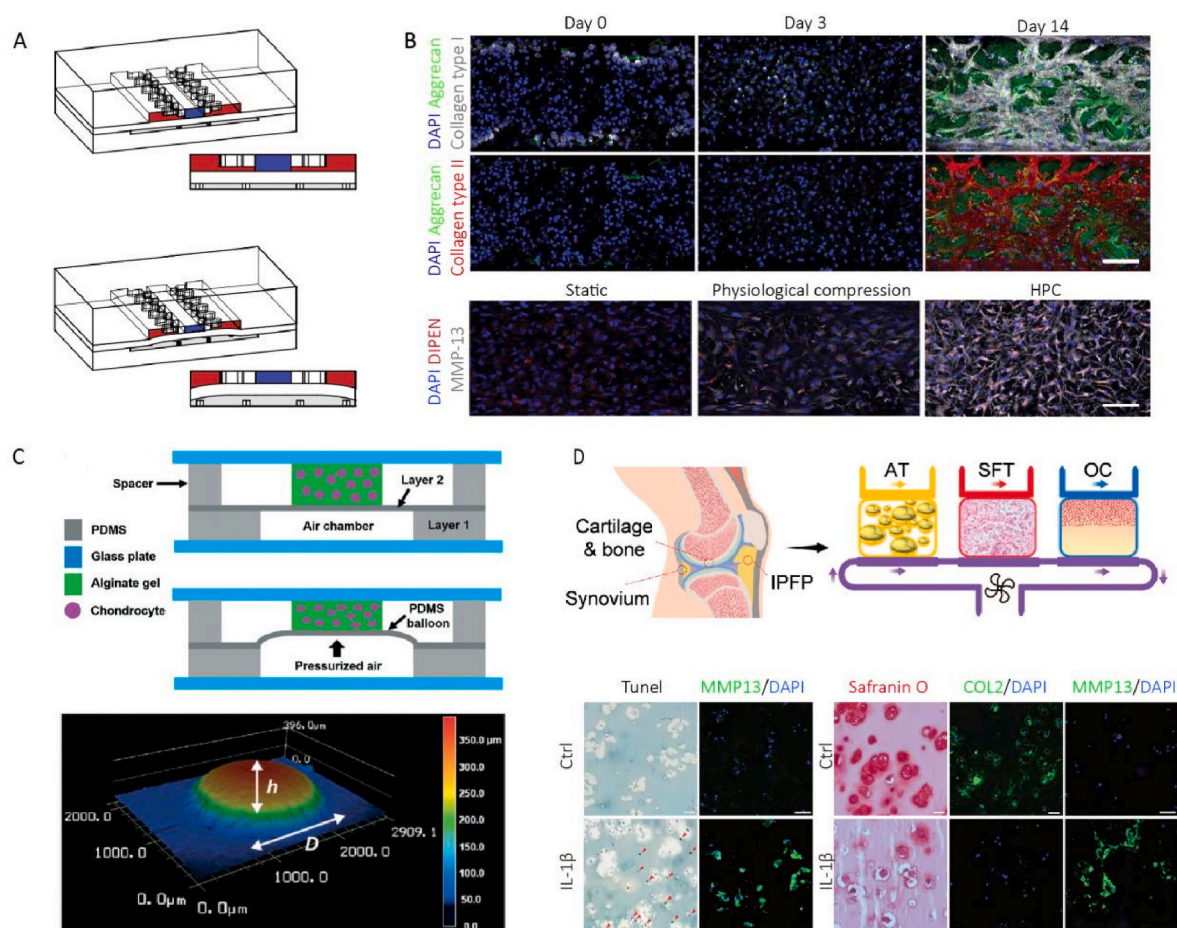 A
B
Day 0
Day 3
Day 14
DAPI Aggrecan
Collagen type I
DAPI Aggrecan
Collagen type II
Static
Physiological compression
HPC
DAPI DIPEN
MMP-13
C
Spacer
Layer 2
Air chamber
Layer 1
PDMS
Glass plate
Alginate gel
Chondrocyte
PDMS
balloon
Pressurized air
396.0µm
0.0
h
D
2000.0
1000.0
0.0µm
0.0µm
1000.0
2000.0
2909.1
350.0 µm
300.0
250.0
200.0
150.0
100.0
50.0
0.0
D
Cartilage
& bone
Synovium
IPFP
AT
SFT
OC
Tunel
MMP13/DAPI
Safranin O
COL2/DAPI
MMP13/DAPI
Ctrl
Ctrl
IL-1β
IL-1β